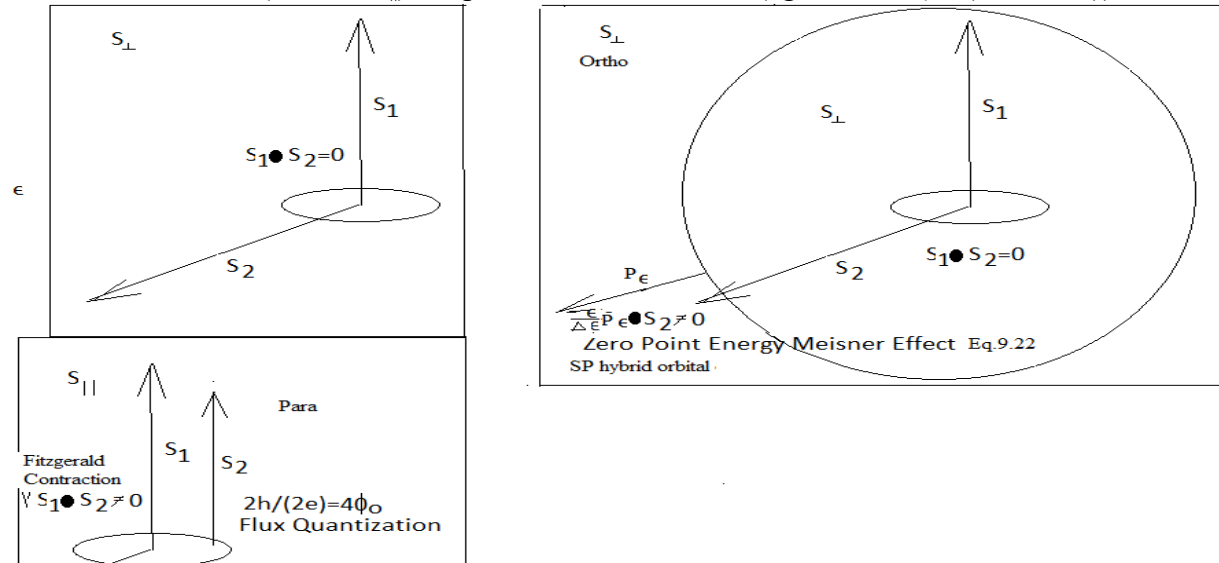 S⊥
S1
S1●S2=0
ϵ
S2
S||
Para
S1
S2
Fitzgerald
Contraction
γ S1●S2≠0
2h/(2e)=4ϕo
Flux Quantization
S⊥
Ortho
S⊥
S1
S1●S2=0
S2
Pϵ
ϵ/Δϵ Pϵ●S2≠0
Zero Point Energy Meisner Effect Eq.9.22
SP hybrid orbital